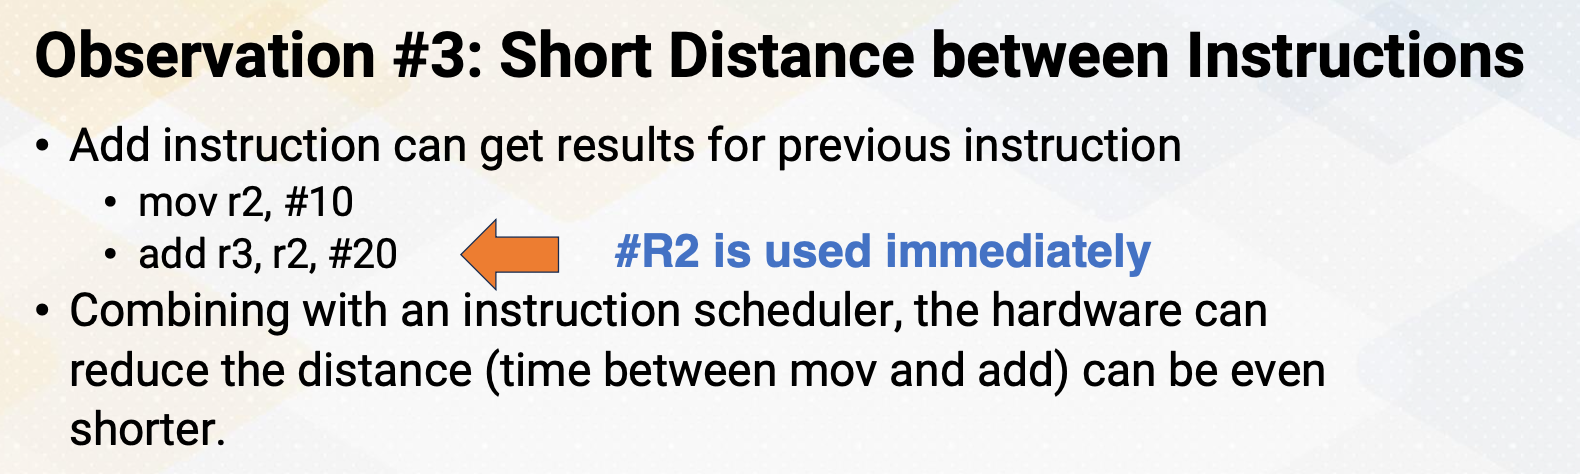 Observation #3: Short Distance between Instructions
• Add instruction can get results for previous instruction
• mov r2, #10
• add r3, r2, #20
#R2 is used immediately
• Combining with an instruction scheduler, the hardware can
reduce the distance (time between mov and add) can be even
shorter.